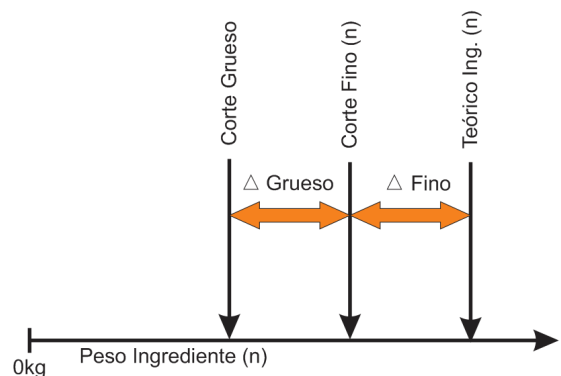 Corte Grueso
Corte Fino (n)
Teórico Ing. (n)
△ Grueso
△ Fino
0kg
Peso Ingrediente (n)